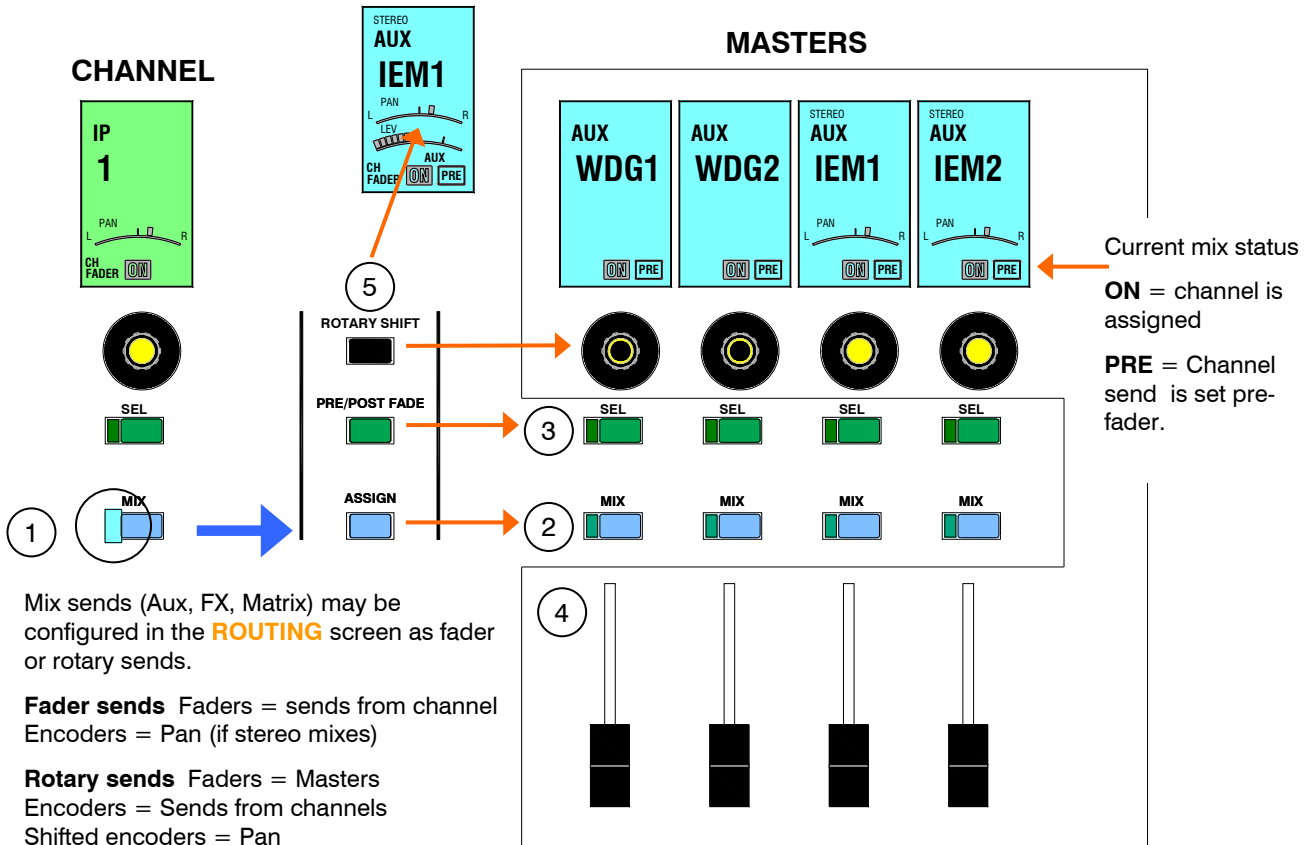 CHANNEL
IP
1
PAN
L
R
CH
FADER
ON
SEL
MIX
1
STEREO
AUX
IEM1
PAN
L
R
LEV
AUX
CH
FADER
ON
PRE
5
ROTARY SHIFT
PRE/POST FADE
ASSIGN
MASTERS
AUX
WDG1
ON
PRE
AUX
WDG2
ON
PRE
STEREO
AUX
IEM1
PAN
L
R
ON
PRE
STEREO
AUX
IEM2
PAN
L
R
ON
PRE
3
SEL
SEL
SEL
SEL
2
MIX
MIX
MIX
MIX
4
Current mix status
ON = channel is
assigned
PRE = Channel
send is set pre-
fader.
Mix sends (Aux, FX, Matrix) may be
configured in the ROUTING screen as fader
or rotary sends.
Fader sends Faders = sends from channel
Encoders = Pan (if stereo mixes)
Rotary sends Faders = Masters
Encoders = Sends from channels
Shifted encoders = Pan